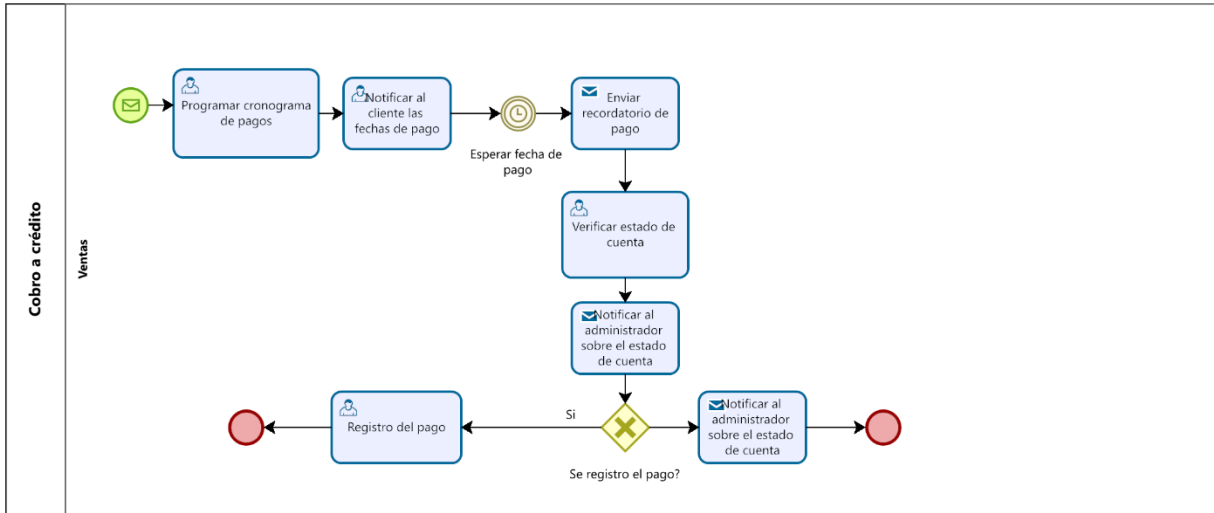 Cobro a crédito
Ventas
Programar cronograma
de pagos
Notificar al
cliente las
fechas de pago
Esperar fecha de
pago
Enviar
recordatorio de
pago
Verificar estado de
cuenta
Notificar al
administrador
sobre el estado
de cuenta
Se registro el pago?
Si
Registro del pago
Notificar al
administrador
sobre el estado
de cuenta